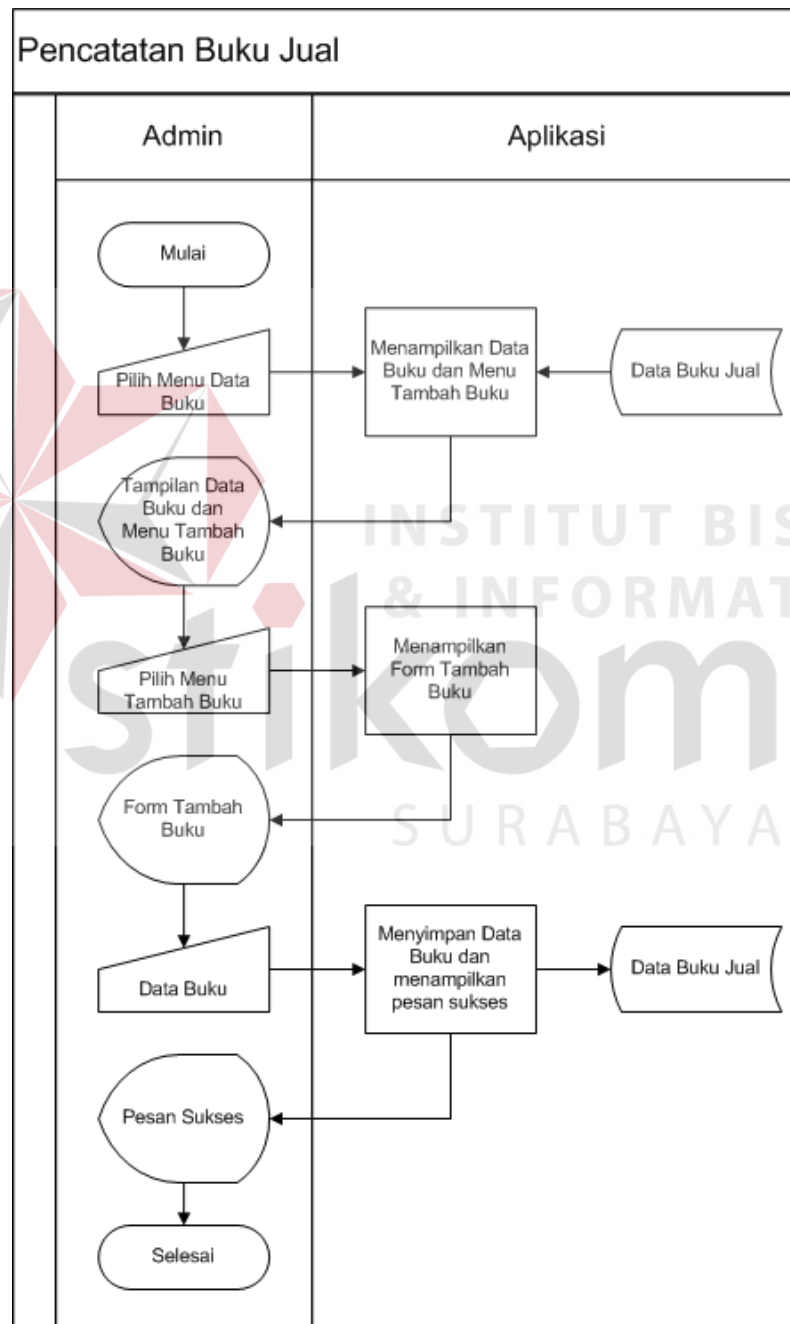 Pencatatan Buku Jual
Admin
Aplikasi
Mulai
Pilih Menu Data
Buku
Menampilkan Data
Buku dan Menu
Tambah Buku
Data Buku Jual
Tampilan Data
Buku dan
Menu Tambah
Buku
INSTITUT BIS
& INFORMAT
stikom
SURABAYA
Pilih Menu
Tambah Buku
Menampilkan
Form Tambah
Buku
Form Tambah
Buku
Data Buku
Menyimpan Data
Buku dan
menampilkan
pesan sukses
Data Buku Jual
Pesan Sukses
Selesai